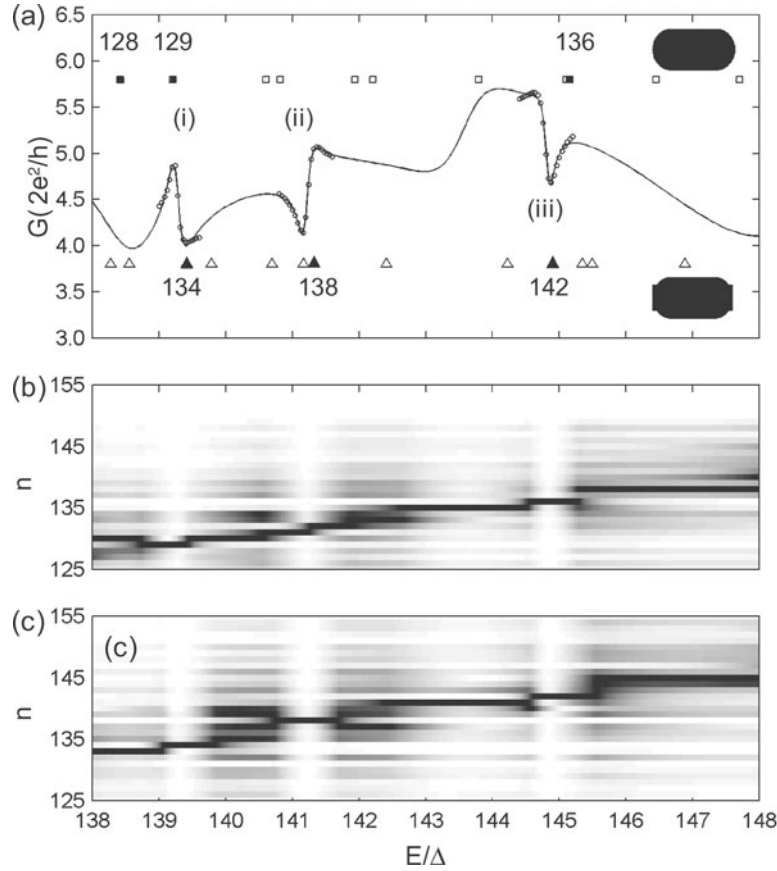 (a)
6.5
6.0
5.5
5.0
4.5
4.0
3.5
3.0
G(2e²/h)
128 129 136
(i) (ii)
(iii)
134 138 142
(b)
155
145
135
125
n
(c)
(c)
155
145
135
125
n
138 139 140 141 142 143 144 145 146 147 148
E/Δ